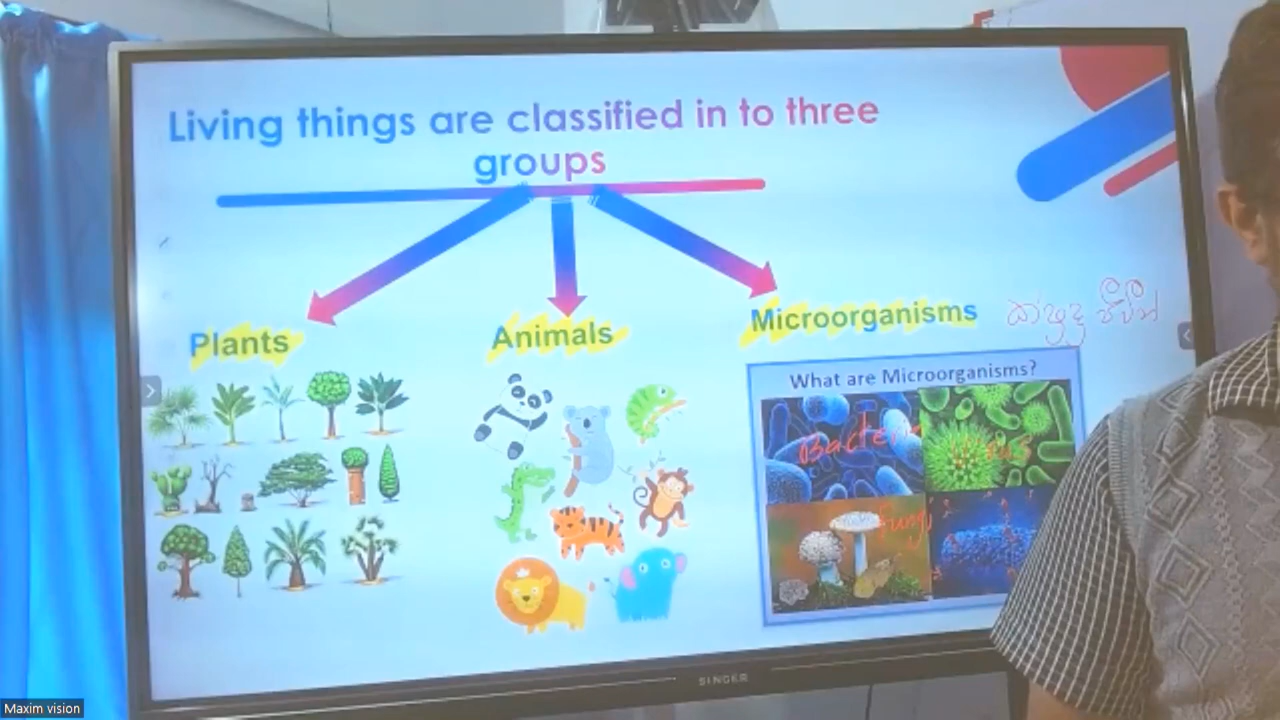 Living things are classified in to three
groups
Plants
Animals
Microorganisms
ක්ෂුද්‍ර ජීවීන්
What are Microorganisms?
Bacteria
Virus
Fungi
SINGER
Maxim vision